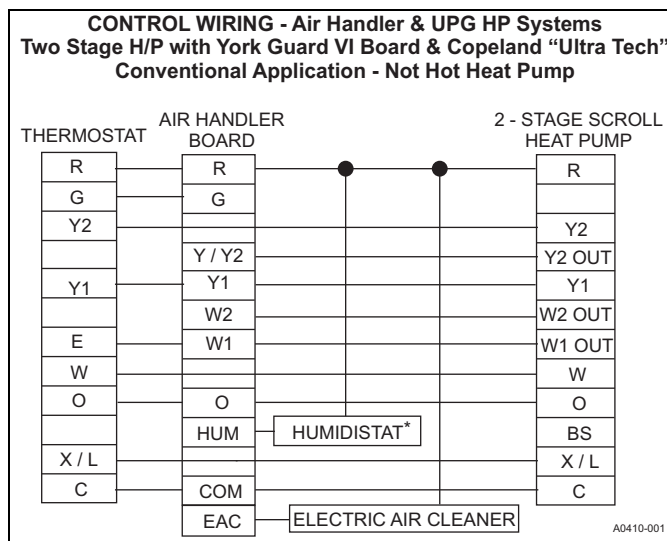 CONTROL WIRING - Air Handler & UPG HP Systems
Two Stage H/P with York Guard VI Board & Copeland “Ultra Tech”
Conventional Application - Not Hot Heat Pump
THERMOSTAT
AIR HANDLER
BOARD
2 - STAGE SCROLL
HEAT PUMP
R R R
G G
Y2 Y2
Y / Y2 Y2 OUT
Y1 Y1 Y1
W2 W2 OUT
E W1 W1 OUT
W W
O O O
HUM HUMIDISTAT* BS
X / L X / L
C COM C
EAC ELECTRIC AIR CLEANER
A0410-001